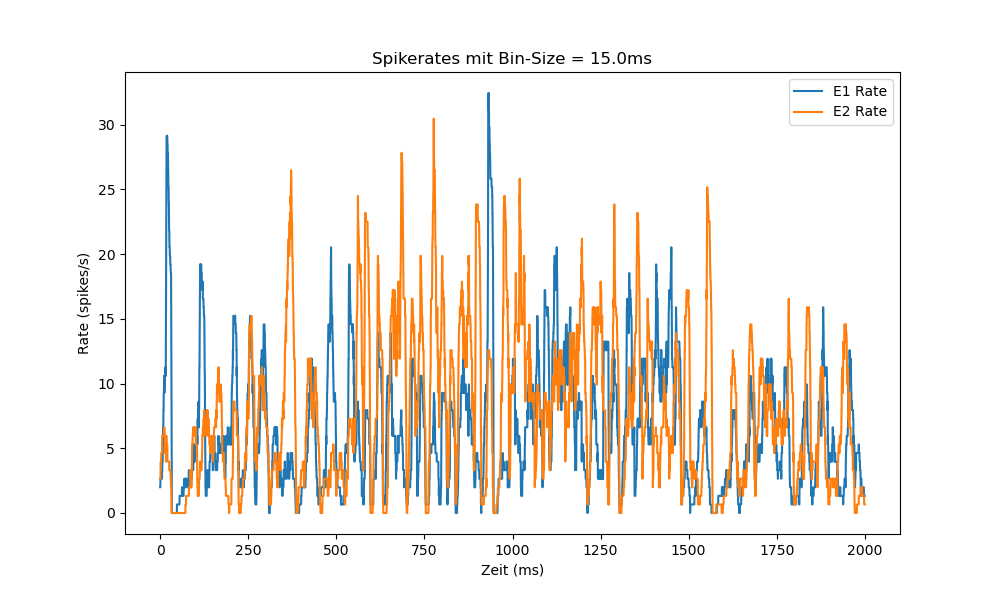 Spikerates mit Bin-Size = 15.0ms
E1 Rate
E2 Rate
30
25
20
15
10
5
0
Rate (spikes/s)
0 250 500 750 1000 1250 1500 1750 2000
Zeit (ms)